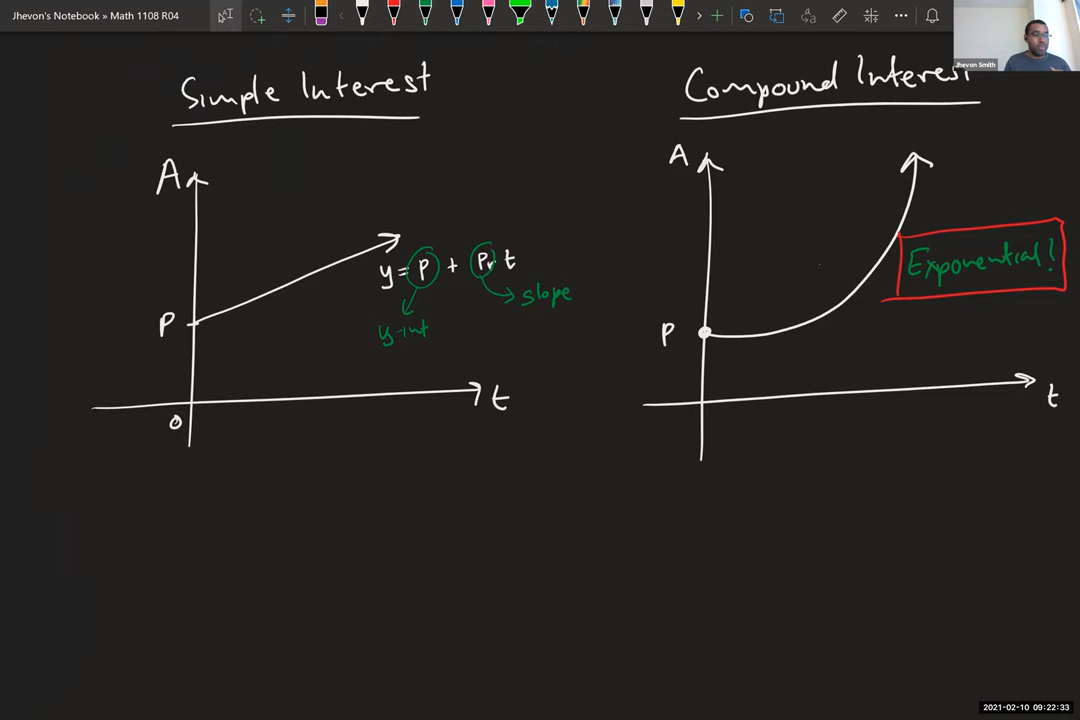 Jhevon's Notebook » Math 1108 R04
Jhevon Smith
Simple Interest
A
P
y = P + Pr t
slope
y-int
t
0
Compound Interest
A
Exponential!
P
t
2021-02-10 09:22:33